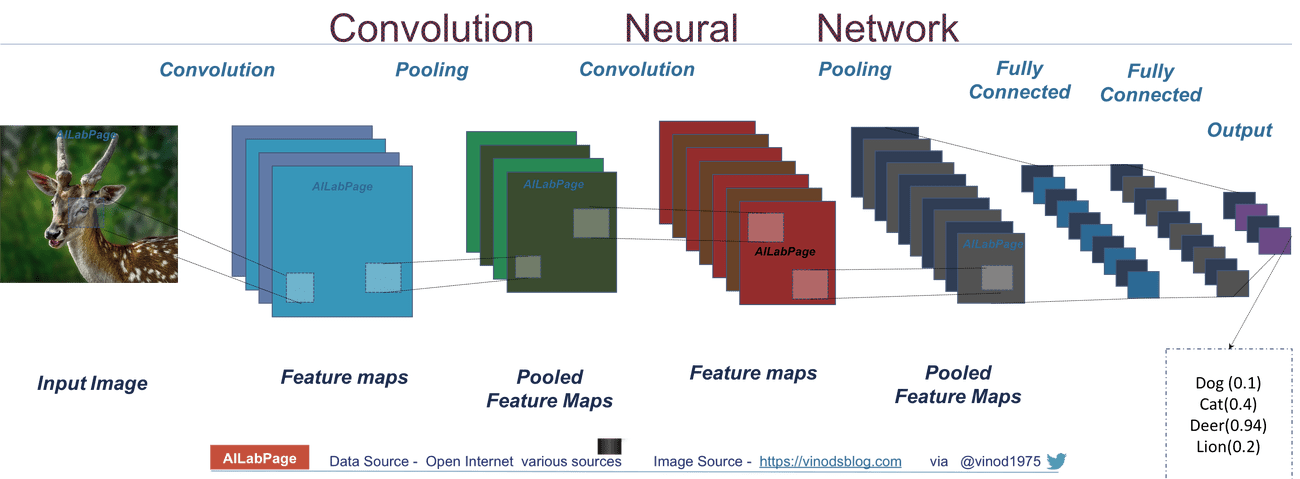 Convolution Neural Network
Convolution Pooling Convolution Pooling Fully Connected Fully Connected
Output
AILabPage
AILabPage
AILabPage
AILabPage
AILabPage
Input Image
Feature maps
Pooled
Feature Maps
Feature maps
Pooled
Feature Maps
Dog (0.1)
Cat(0.4)
Deer(0.94)
Lion(0.2)
AILabPage
Data Source - Open Internet various sources Image Source - https://vinodsblog.com via @vinod1975